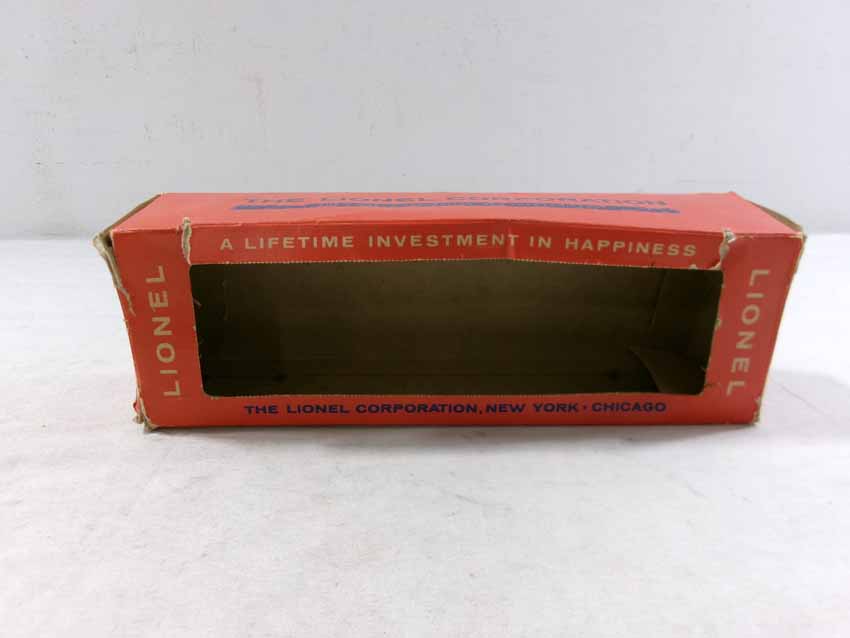 THE LIONEL CORPORATION
A LIFETIME INVESTMENT IN HAPPINESS
LIONEL
LIONEL
THE LIONEL CORPORATION, NEW YORK • CHICAGO